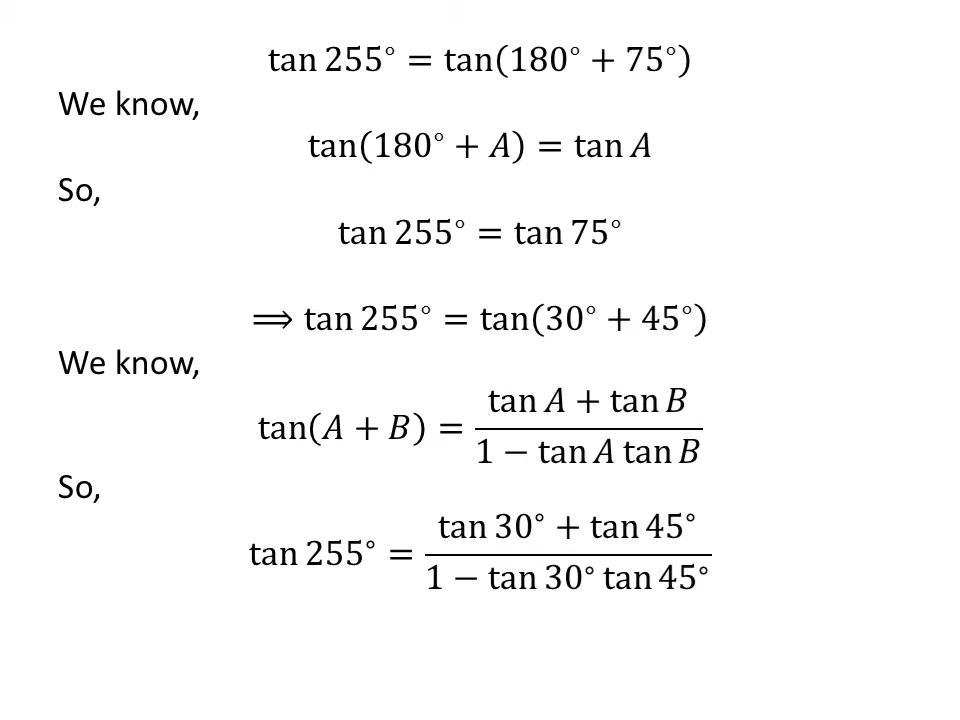 tan 255° = tan(180° + 75°)
We know,
tan(180° + A) = tan A
So,
tan 255° = tan 75°
⟹ tan 255° = tan(30° + 45°)
We know,
tan(A + B) = (tan A + tan B) / (1 − tan A tan B)
So,
tan 255° = (tan 30° + tan 45°) / (1 − tan 30° tan 45°)